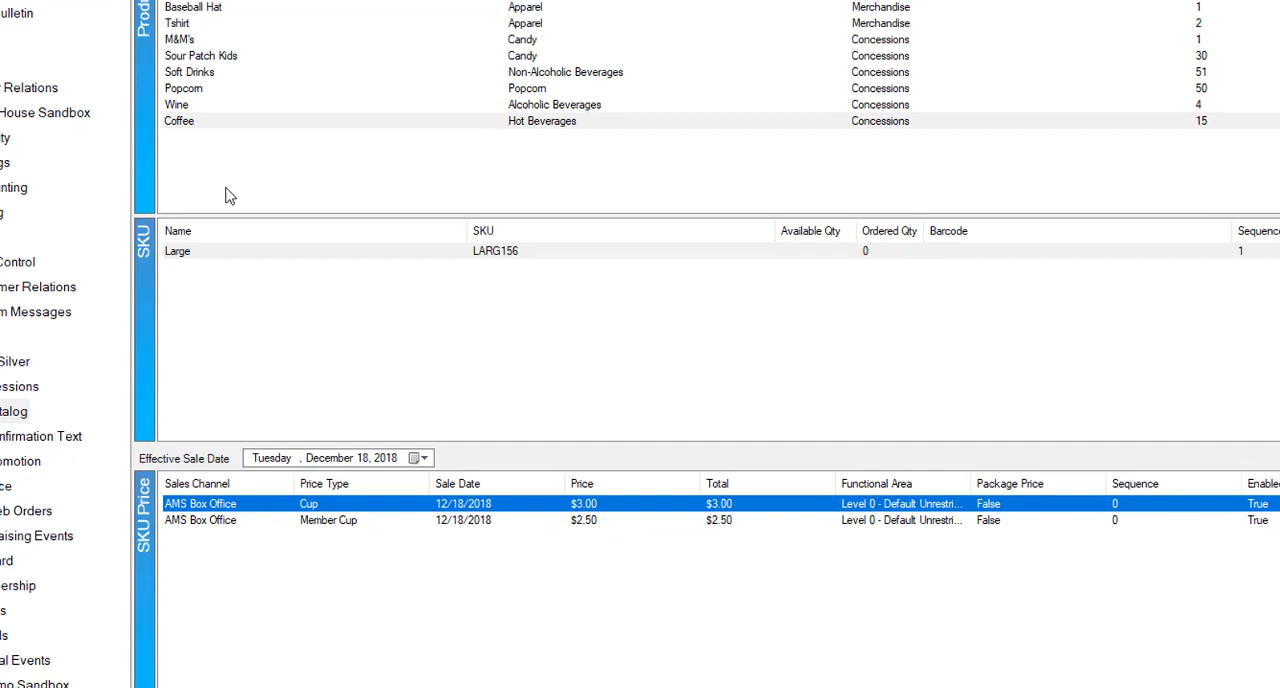 ulletin
Relations
House Sandbox
ty
gs
nting
g
Control
mer Relations
m Messages
Silver
essions
talog
nfirmation Text
omotion
ce
eb Orders
aising Events
rd
ership
s
ls
al Events
mo Sandbox
Produ
Baseball Hat Apparel Merchandise 1
Tshirt Apparel Merchandise 2
M&M's Candy Concessions 1
Sour Patch Kids Candy Concessions 30
Soft Drinks Non-Alcoholic Beverages Concessions 51
Popcorn Popcorn Concessions 50
Wine Alcoholic Beverages Concessions 4
Coffee Hot Beverages Concessions 15
SKU
Name SKU Available Qty Ordered Qty Barcode Sequence
Large LARG156 0 1
Effective Sale Date Tuesday , December 18, 2018
SKU Price
Sales Channel Price Type Sale Date Price Total Functional Area Package Price Sequence Enable
AMS Box Office Cup 12/18/2018 $3.00 $3.00 Level 0 - Default Unrestri... False 0 True
AMS Box Office Member Cup 12/18/2018 $2.50 $2.50 Level 0 - Default Unrestri... False 0 True